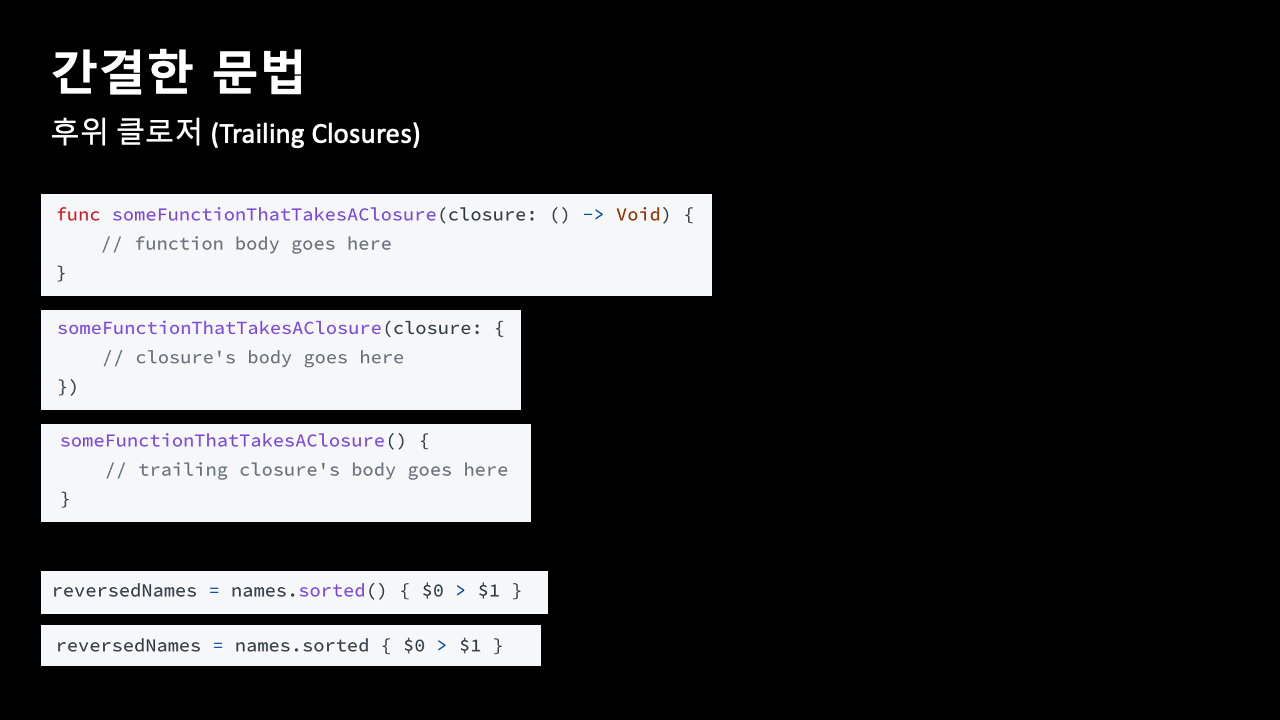 간결한 문법
후위 클로저 (Trailing Closures)
func someFunctionThatTakesAClosure(closure: () -> Void) {
    // function body goes here
}
someFunctionThatTakesAClosure(closure: {
    // closure's body goes here
})
someFunctionThatTakesAClosure() {
    // trailing closure's body goes here
}
reversedNames = names.sorted() { $0 > $1 }
reversedNames = names.sorted { $0 > $1 }